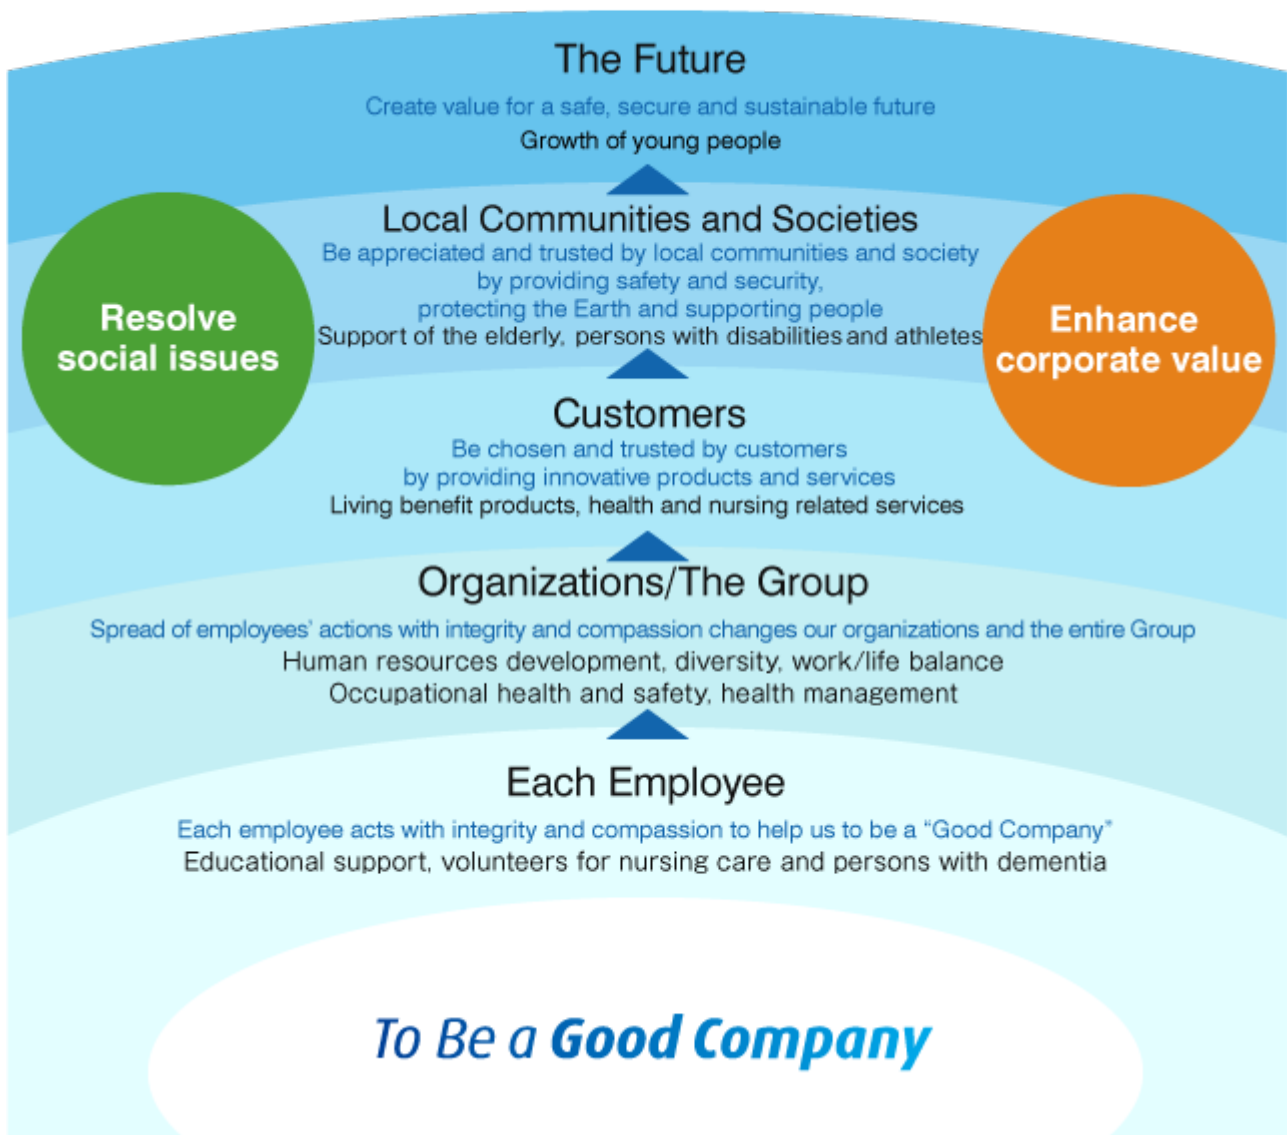 The Future
Create value for a safe, secure and sustainable future
Growth of young people
Local Communities and Societies
Be appreciated and trusted by local communities and society
by providing safety and security,
protecting the Earth and supporting people
Support of the elderly, persons with disabilities and athletes
Resolve
social issues
Enhance
corporate value
Customers
Be chosen and trusted by customers
by providing innovative products and services
Living benefit products, health and nursing related services
Organizations/The Group
Spread of employees’ actions with integrity and compassion changes our organizations and the entire Group
Human resources development, diversity, work/life balance
Occupational health and safety, health management
Each Employee
Each employee acts with integrity and compassion to help us to be a “Good Company”
Educational support, volunteers for nursing care and persons with dementia
To Be a Good Company